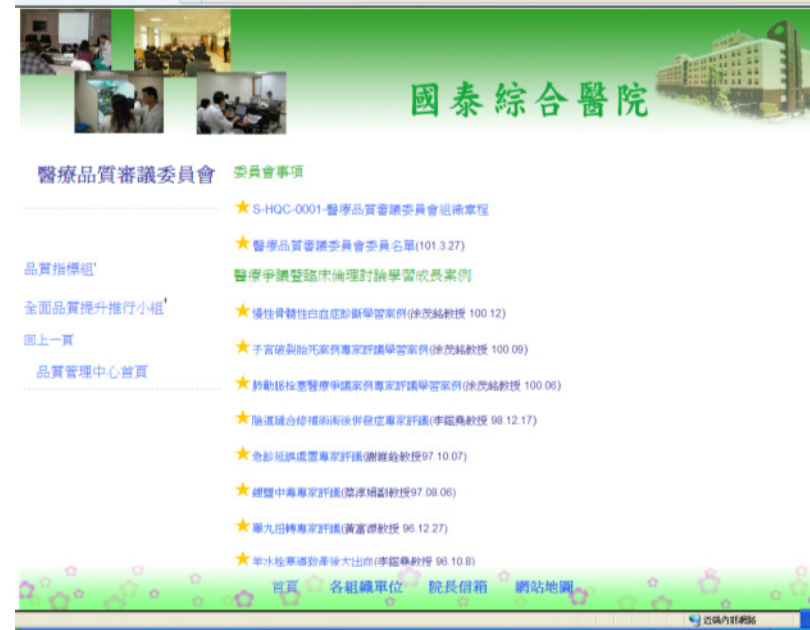 國泰綜合醫院
醫療品質審議委員會
品質指標組'
全面品質提升推行小組'
回上一頁
品質管理中心首頁
委員會事項
S-HQC-0001-醫療品質審議委員會組織章程
醫療品質審議委員會委員名單(101.3.27)
醫療爭議暨臨床倫理討論學習成長案例
慢性骨髓性白血症診斷學習案例(徐茂銘教授 100.12)
子宮破裂胎死案例專家評議學習案例(徐茂銘教授 100.09)
肺動脈栓塞醫療爭議案例專家評議學習案例(徐茂銘教授 100.06)
陰道縫合修補術術後併發症專家評議(李鎡堯教授 98.12.17)
急診延誤處置專家評議(謝維銓教授97.10.07)
鋰鹽中毒專家評議(蔡淳娟副教授97.08.06)
睪丸扭轉專家評議(黃富源教授 96.12.27)
羊水栓塞導致產後大出血(李鎡堯教授 96.10.8)
首頁 各組織單位 院長信箱 網站地圖
近端內部網路